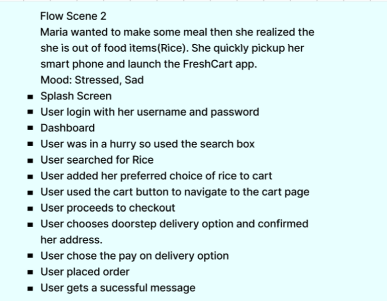 Flow Scene 2
Maria wanted to make some meal then she realized the
she is out of food items(Rice). She quickly pickup her
smart phone and launch the FreshCart app.
Mood: Stressed, Sad
Splash Screen
User login with her username and password
Dashboard
User was in a hurry so used the search box
User searched for Rice
User added her preferred choice of rice to cart
User used the cart button to navigate to the cart page
User proceeds to checkout
User chooses doorstep delivery option and confirmed
her address.
User chose the pay on delivery option
User placed order
User gets a sucessful message